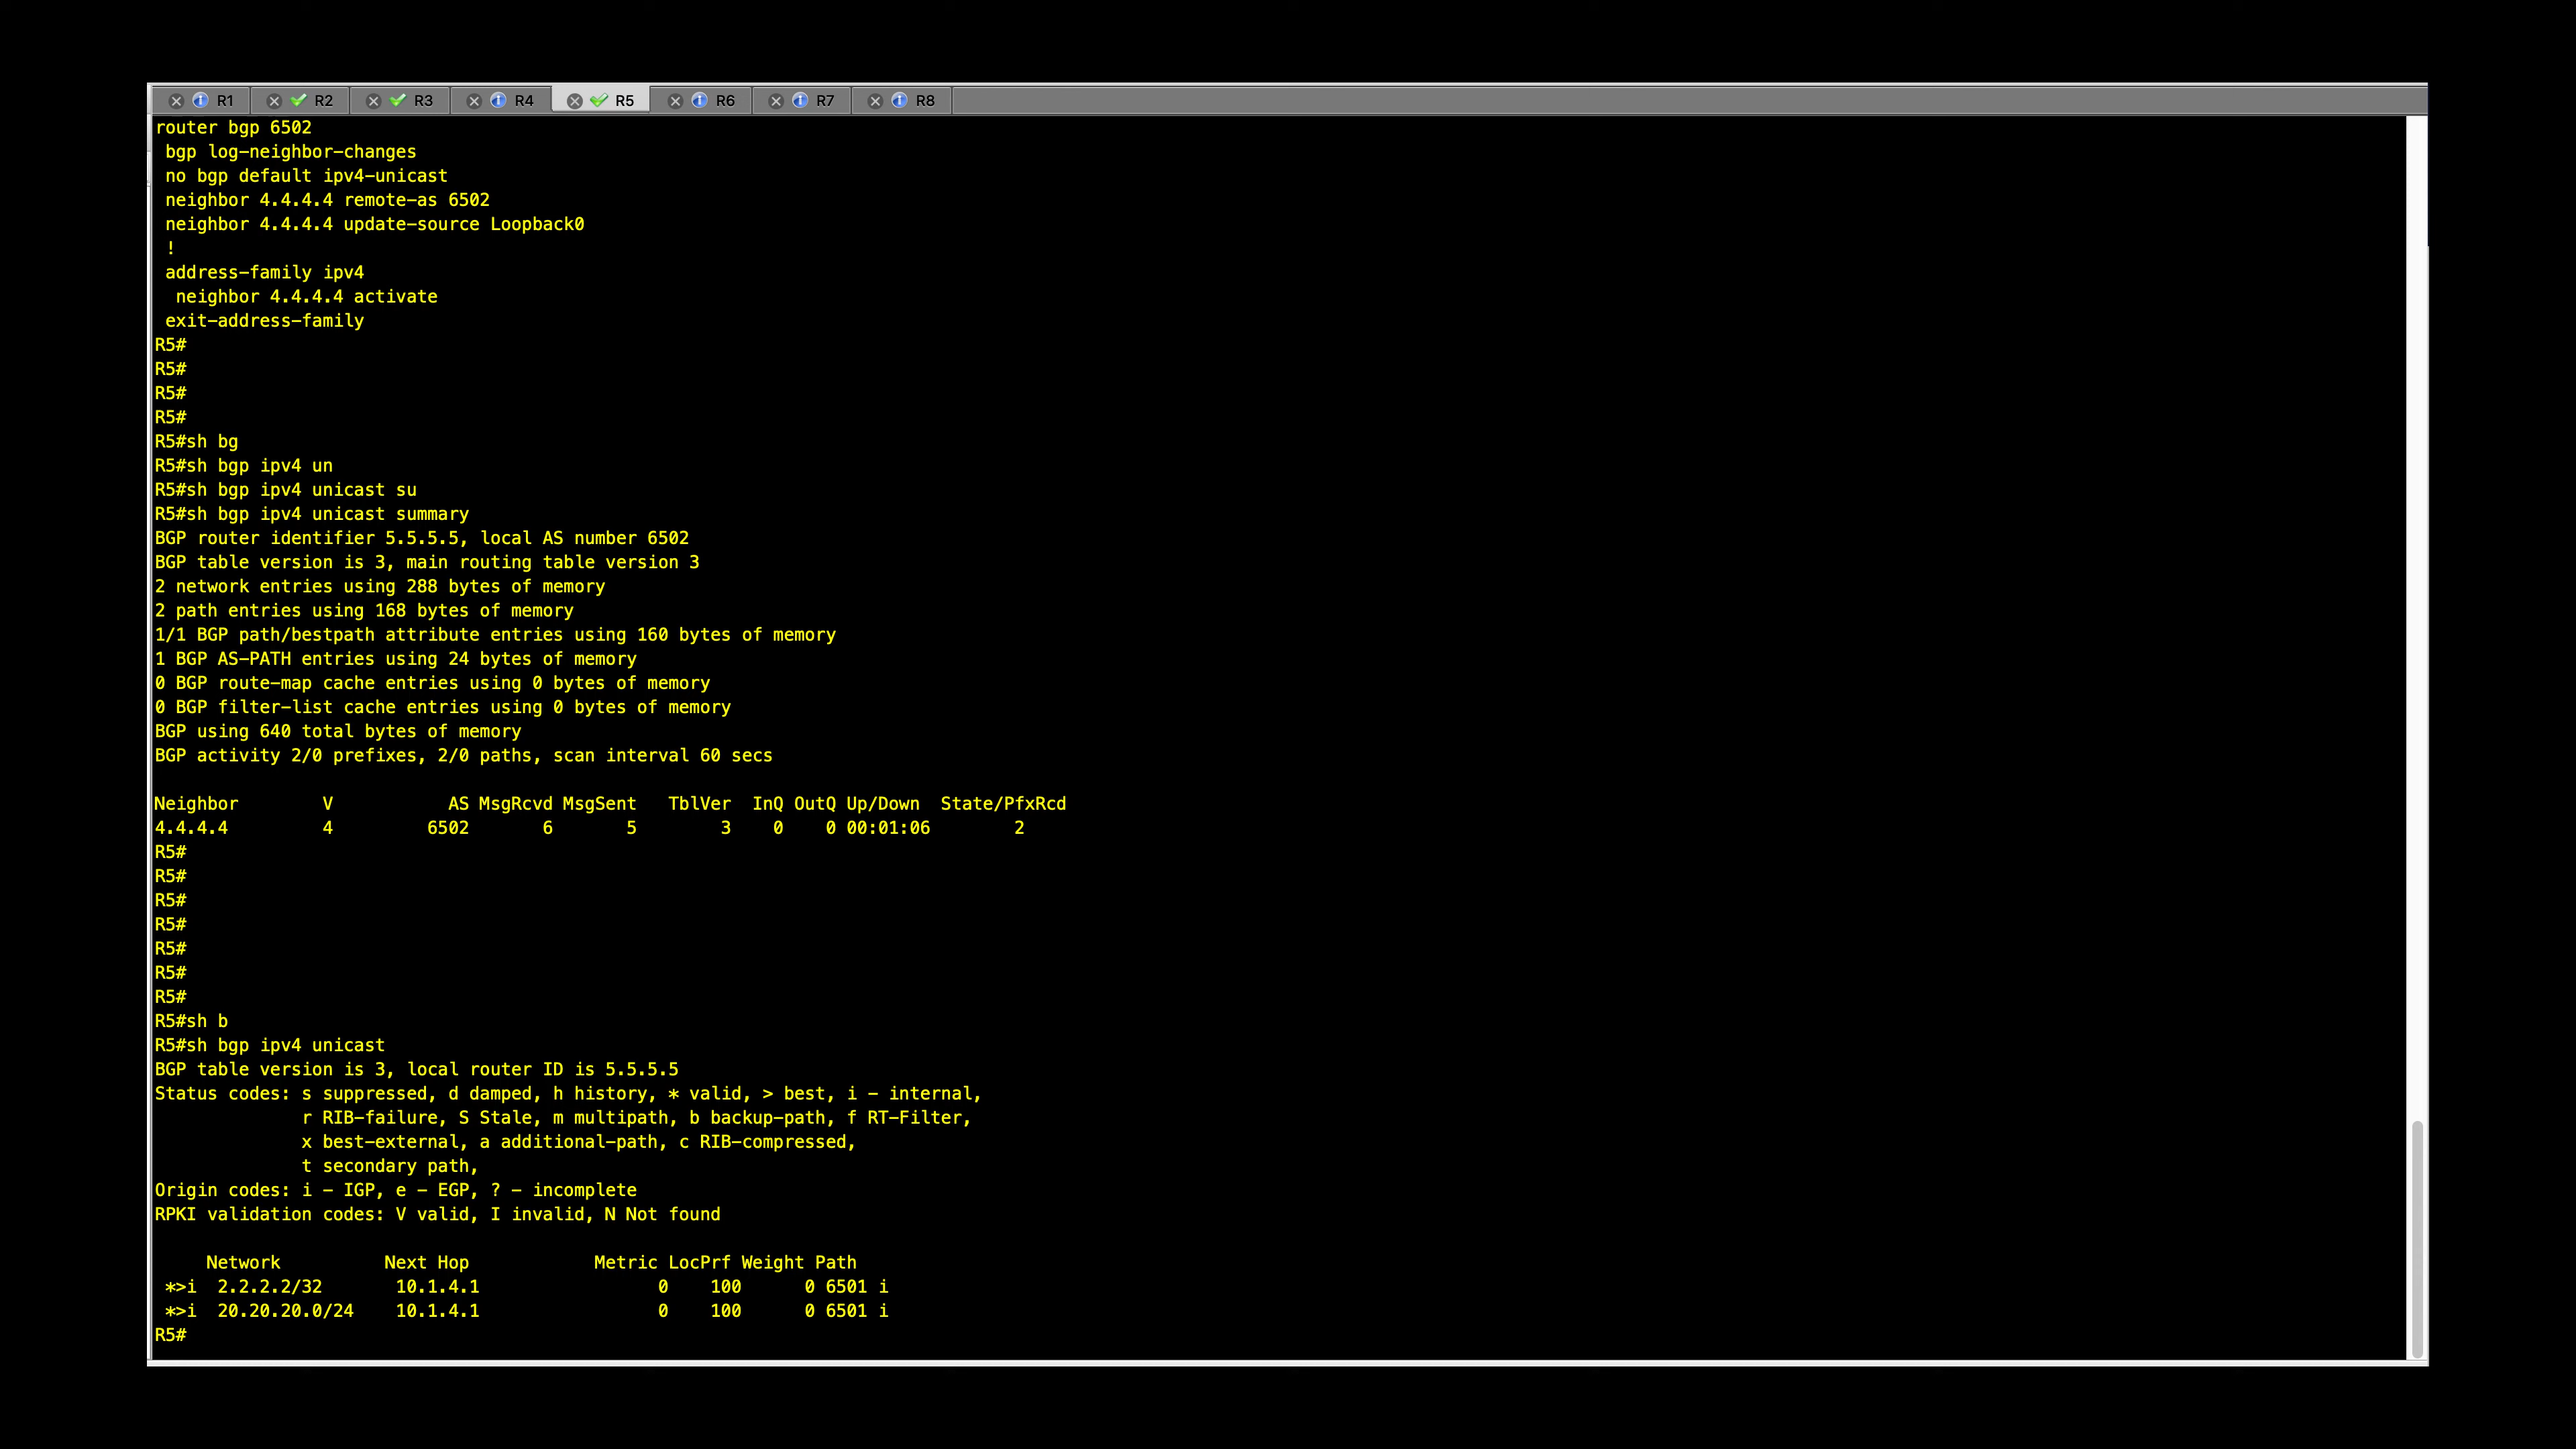 R1 R2 R3 R4 R5 R6 R7 R8
router bgp 6502
bgp log-neighbor-changes
no bgp default ipv4-unicast
neighbor 4.4.4.4 remote-as 6502
neighbor 4.4.4.4 update-source Loopback0
!
address-family ipv4
neighbor 4.4.4.4 activate
exit-address-family
R5#
R5#
R5#
R5#
R5#sh bg
R5#sh bgp ipv4 un
R5#sh bgp ipv4 unicast su
R5#sh bgp ipv4 unicast summary
BGP router identifier 5.5.5.5, local AS number 6502
BGP table version is 3, main routing table version 3
2 network entries using 288 bytes of memory
2 path entries using 168 bytes of memory
1/1 BGP path/bestpath attribute entries using 160 bytes of memory
1 BGP AS-PATH entries using 24 bytes of memory
0 BGP route-map cache entries using 0 bytes of memory
0 BGP filter-list cache entries using 0 bytes of memory
BGP using 640 total bytes of memory
BGP activity 2/0 prefixes, 2/0 paths, scan interval 60 secs
Neighbor V AS MsgRcvd MsgSent TblVer InQ OutQ Up/Down State/PfxRcd
4.4.4.4 4 6502 6 5 3 0 0 00:01:06 2
R5#
R5#
R5#
R5#
R5#
R5#
R5#
R5#sh b
R5#sh bgp ipv4 unicast
BGP table version is 3, local router ID is 5.5.5.5
Status codes: s suppressed, d damped, h history, * valid, > best, i - internal,
r RIB-failure, S Stale, m multipath, b backup-path, f RT-Filter,
x best-external, a additional-path, c RIB-compressed,
t secondary path,
Origin codes: i - IGP, e - EGP, ? - incomplete
RPKI validation codes: V valid, I invalid, N Not found
Network Next Hop Metric LocPrf Weight Path
*>i 2.2.2.2/32 10.1.4.1 0 100 0 6501 i
*>i 20.20.20.0/24 10.1.4.1 0 100 0 6501 i
R5#